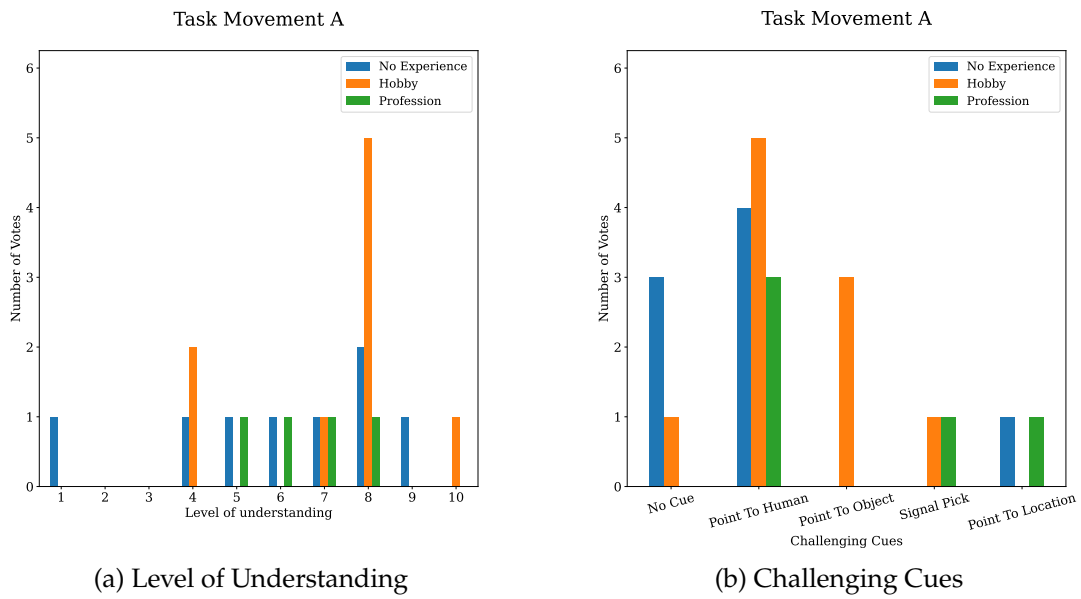 Task Movement A
No Experience
Hobby
Profession
6
5
4
3
2
1
0
Number of Votes
1 2 3 4 5 6 7 8 9 10
Level of understanding
(a) Level of Understanding
Task Movement A
No Experience
Hobby
Profession
6
5
4
3
2
1
0
Number of Votes
No Cue Point To Human Point To Object Signal Pick Point To Location
Challenging Cues
(b) Challenging Cues